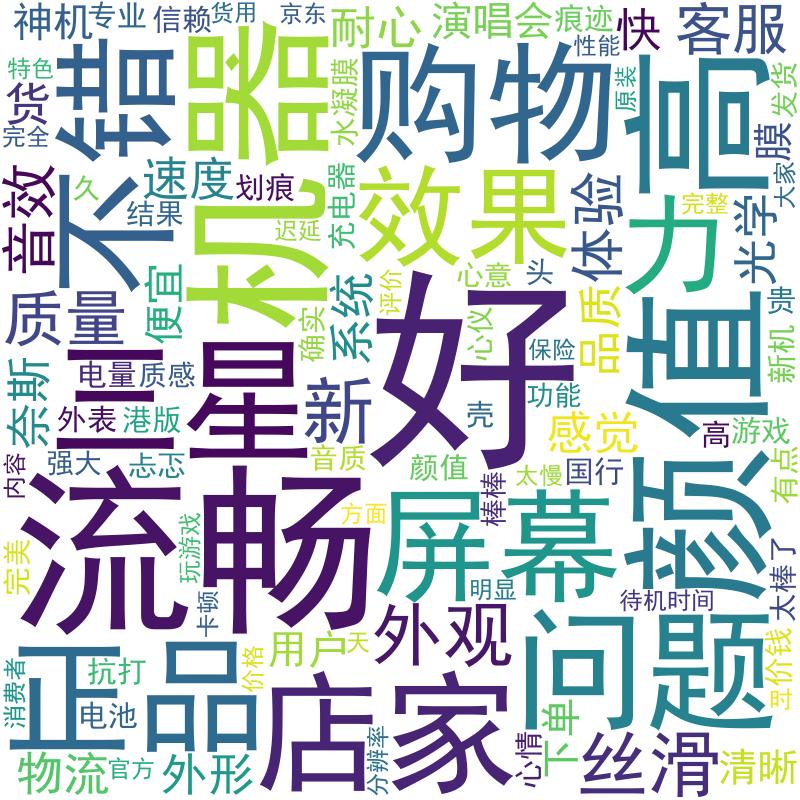 神机
专业
信赖
货用
京东
耐心
演唱会
痕迹
性能
快
客服
特色
货
完全
不错
机器
水凝膜
购物
原装
高
膜
发货
大家
音效
久
速度
划痕
结果
迟延
充电器
效果
体验
力
完整
光学
质量
便宜
确实
系统
评价
心意
心仪
头
品质
保险
新机
颜值
奈斯
电量
质感
三星
新
好
功能
壳
外表
港版
强大
忐忑
音质
颜值
感觉
太慢
国行
高
游戏
有点
内容
流畅
玩游戏
方面
屏幕
棒棒
明显
完美
卡顿
待机时间
太棒了
消费者
正品
抗打
电池
价格
用户
天
外观
问题
价钱
店家
物流
官方
外形
分辨率
心情
下单
丝滑
清晰